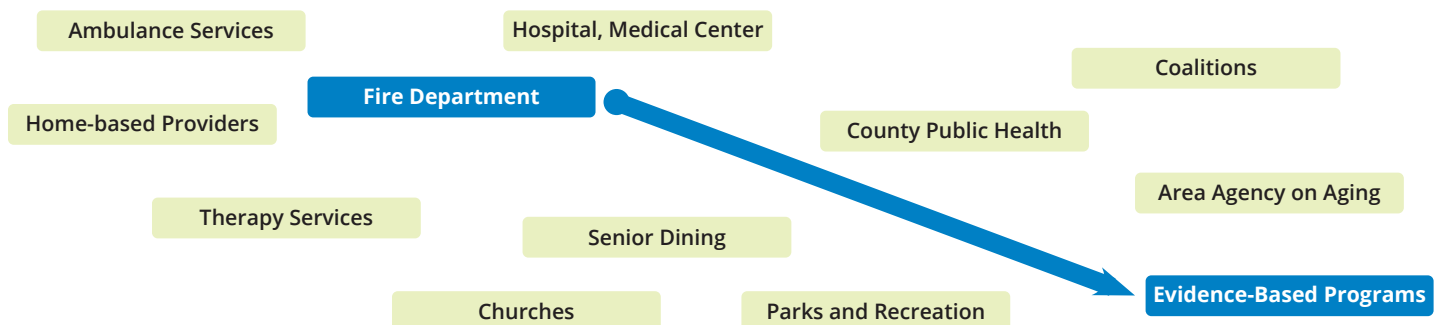 Ambulance Services
Hospital, Medical Center
Coalitions
Fire Department
Home-based Providers
County Public Health
Area Agency on Aging
Therapy Services
Senior Dining
Evidence-Based Programs
Churches
Parks and Recreation